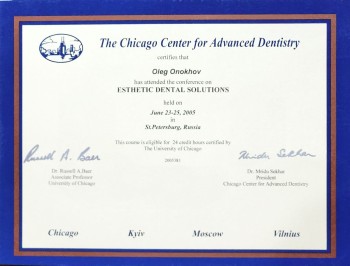 The Chicago Center for Advanced Dentistry
certifies that
Oleg Onokhov
has attended the conference on
ESTHETIC DENTAL SOLUTIONS
held on
June 23-25, 2005
in
St.Petersburg, Russia
This course is eligible for 24 credit hours certified by
The University of Chicago
Dr. Russell A.Baer
Associate Professor
University of Chicago
Dr. Mridu Sekhar
President
Chicago Center for Advanced Dentistry
Chicago Kyiv Moscow Vilnius